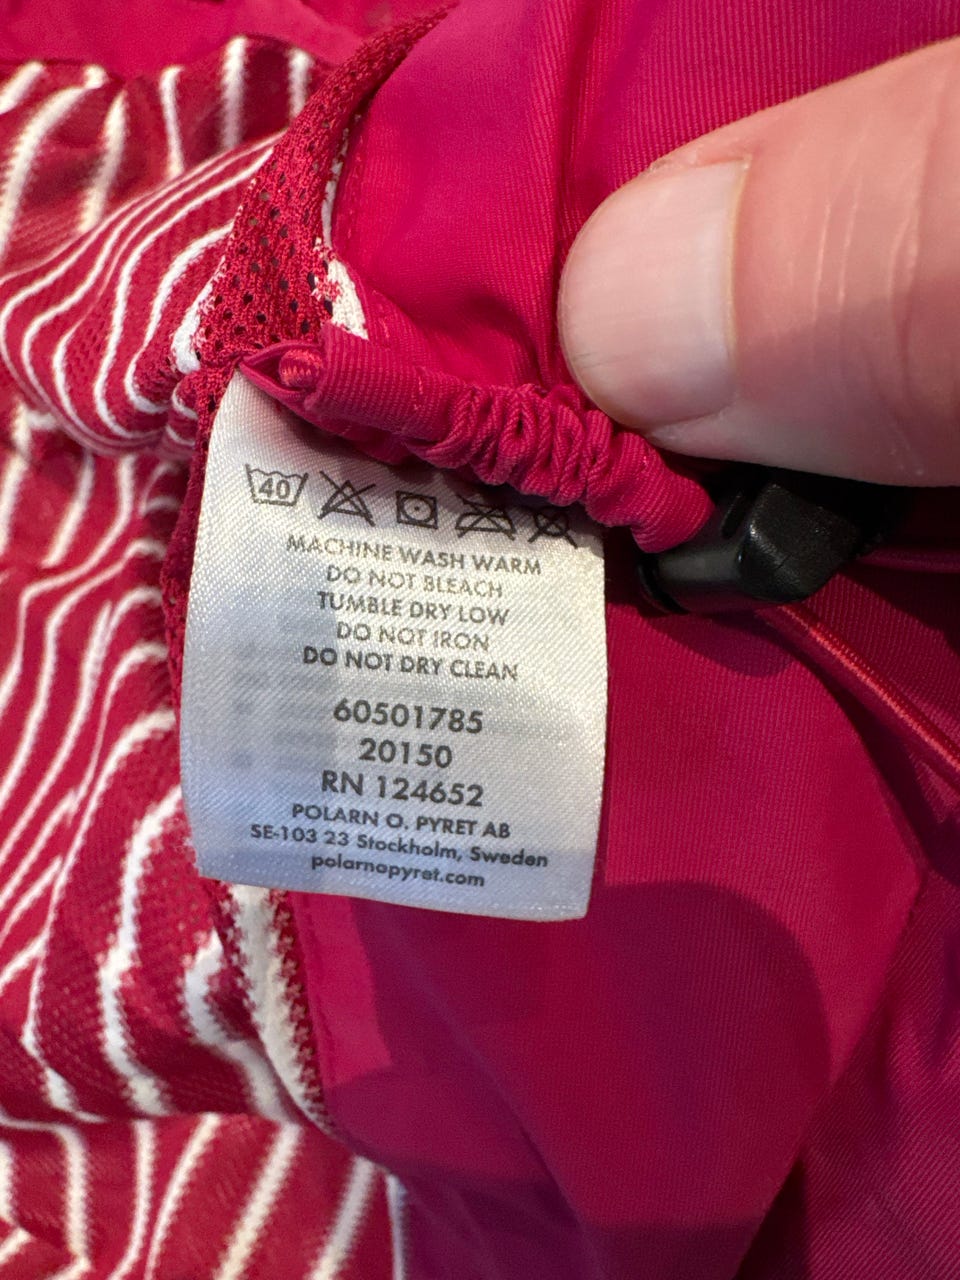 40
MACHINE WASH WARM
DO NOT BLEACH
TUMBLE DRY LOW
DO NOT IRON
DO NOT DRY CLEAN
60501785
20150
RN 124652
POLARN O. PYRET AB
SE-103 23 Stockholm, Sweden
polarnopyret.com